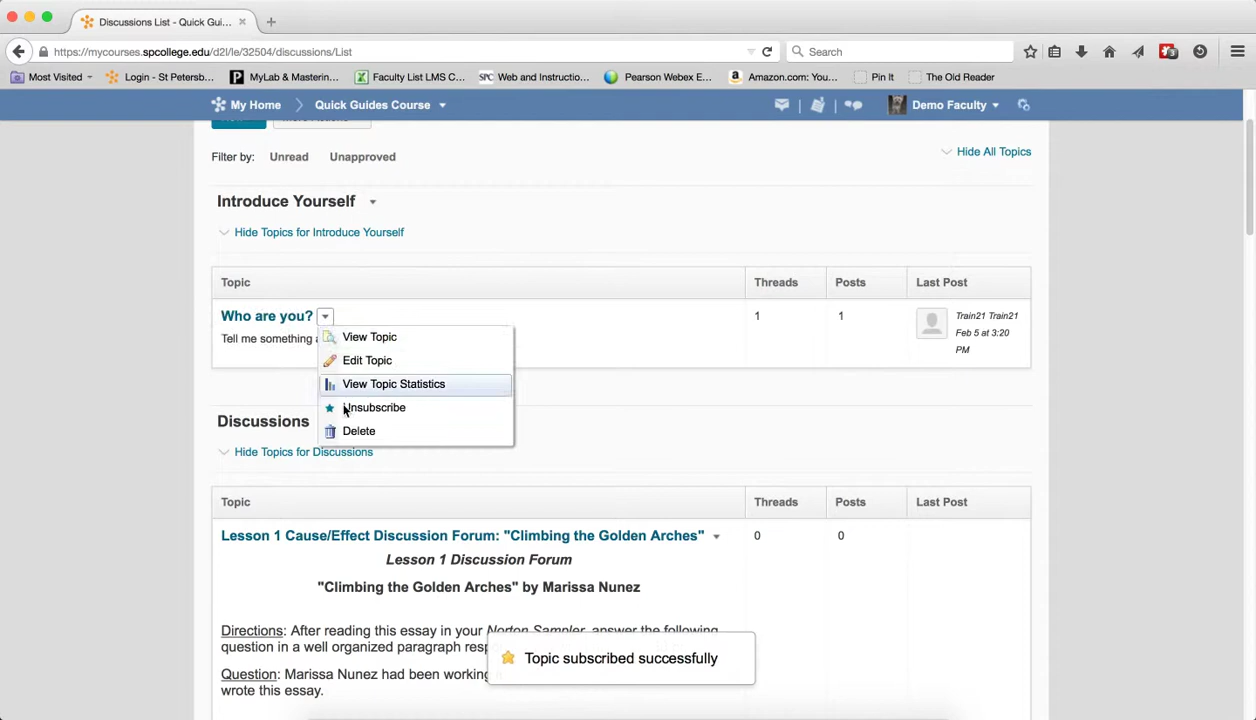 Discussions List - Quick Gui...
https://mycourses.spcollege.edu/d2l/le/32504/discussions/List
Search
Most Visited
Login - St Petersb...
MyLab & Masterin...
Faculty List LMS C...
SPC Web and Instructio...
Pearson Webex E...
Amazon.com: You...
Pin It
The Old Reader
My Home
Quick Guides Course
Demo Faculty
Filter by:
Unread
Unapproved
Hide All Topics
Introduce Yourself
Hide Topics for Introduce Yourself
Topic
Threads
Posts
Last Post
Who are you?
1
1
Train21 Train21
Feb 5 at 3:20
PM
Tell me something
View Topic
Edit Topic
View Topic Statistics
Unsubscribe
Delete
Discussions
Hide Topics for Discussions
Topic
Threads
Posts
Last Post
Lesson 1 Cause/Effect Discussion Forum: "Climbing the Golden Arches"
0
0
Lesson 1 Discussion Forum
"Climbing the Golden Arches" by Marissa Nunez
Directions: After reading this essay in your Norton Sampler, answer the following
question in a well organized paragraph
Question: Marissa Nunez had been working
wrote this essay.
Topic subscribed successfully